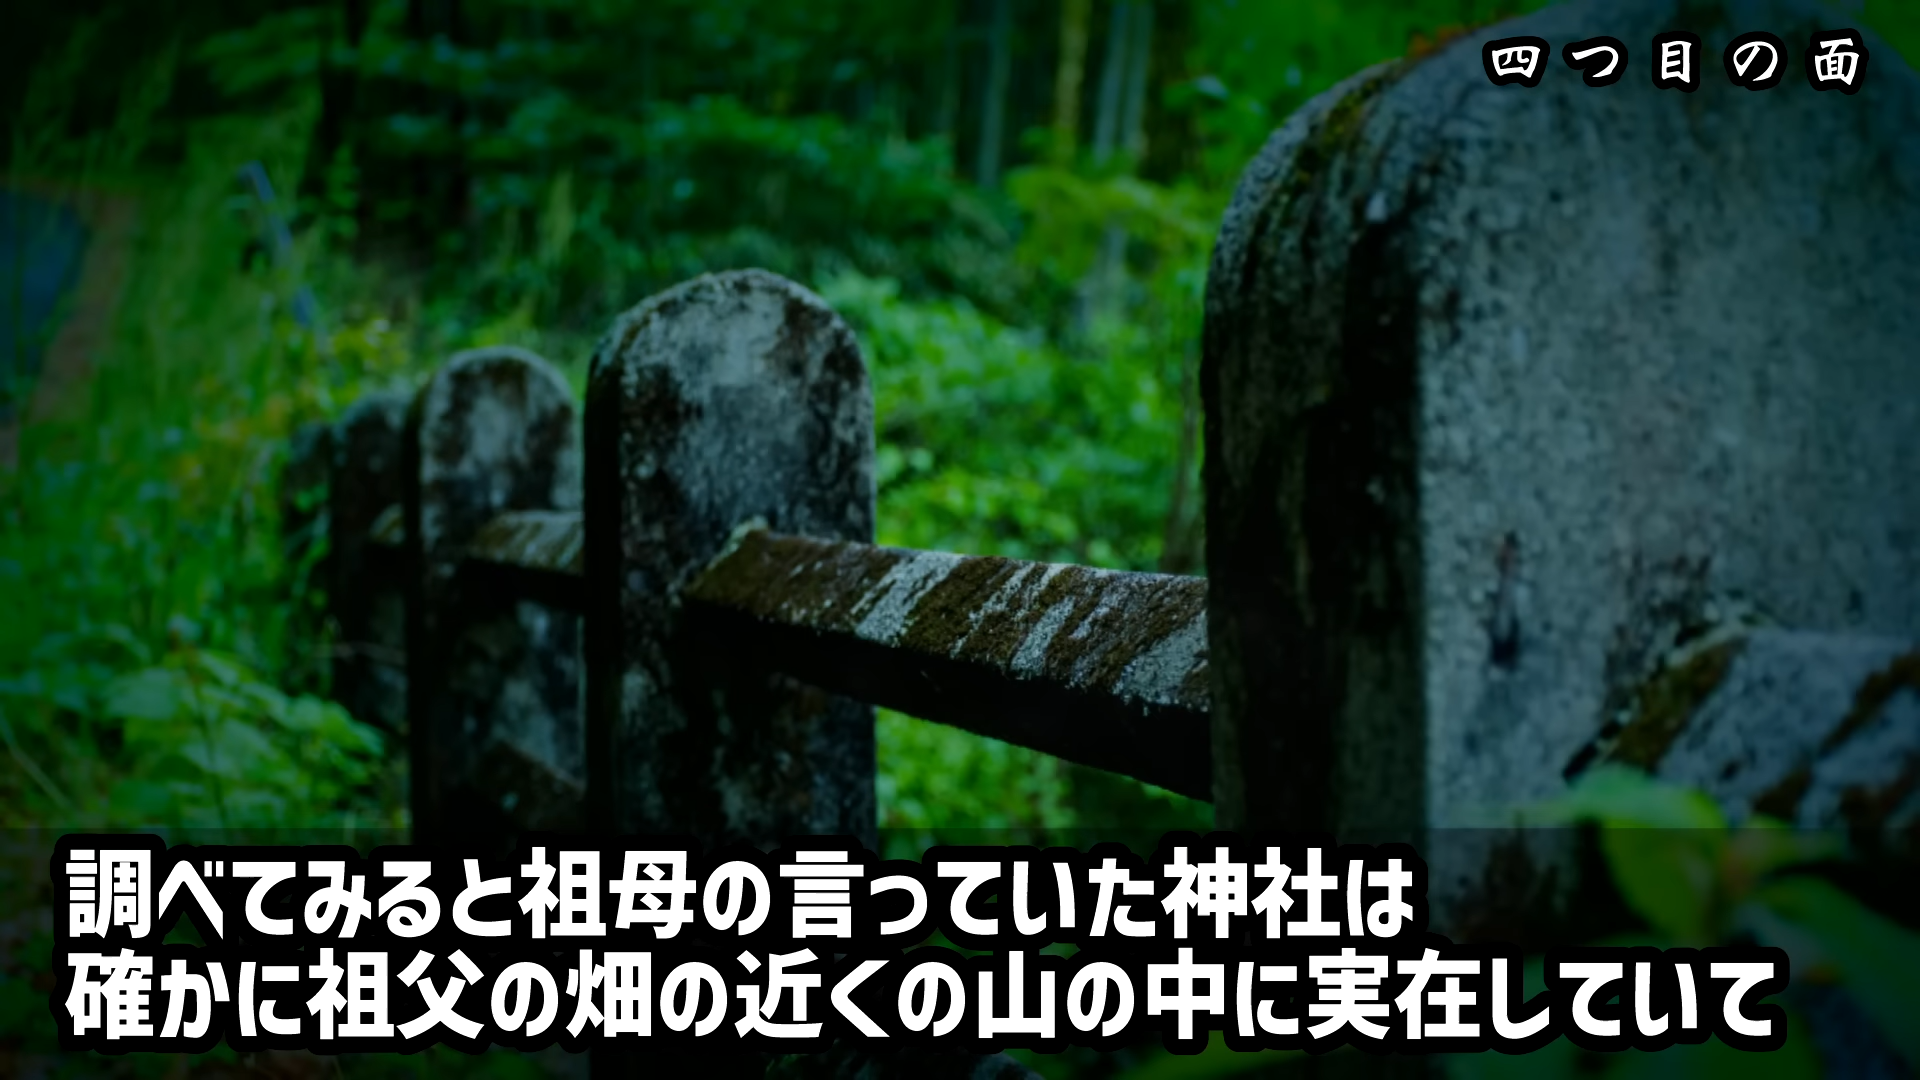 四つ目の面
調べてみると祖母の言っていた神社は
確かに祖父の畑の近くの山の中に実在していて